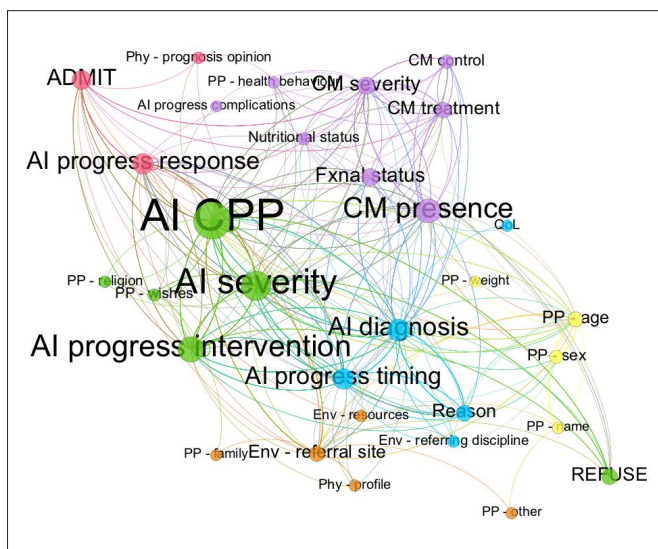 Phy - prognosis opinion
CM control
ADMIT
PP - health behaviour
CM severity
AI progress complications
CM treatment
Nutritional status
AI progress response
Fxnal status
AI CPP
CM presence
QoL
PP - religion
AI severity
PP - weight
PP - wishes
PP - age
AI diagnosis
AI progress intervention
PP - sex
AI progress timing
Env - resources
Reason
PP - name
Env - referring discipline
PP - family
Env - referral site
REFUSE
Phy - profile
PP - other